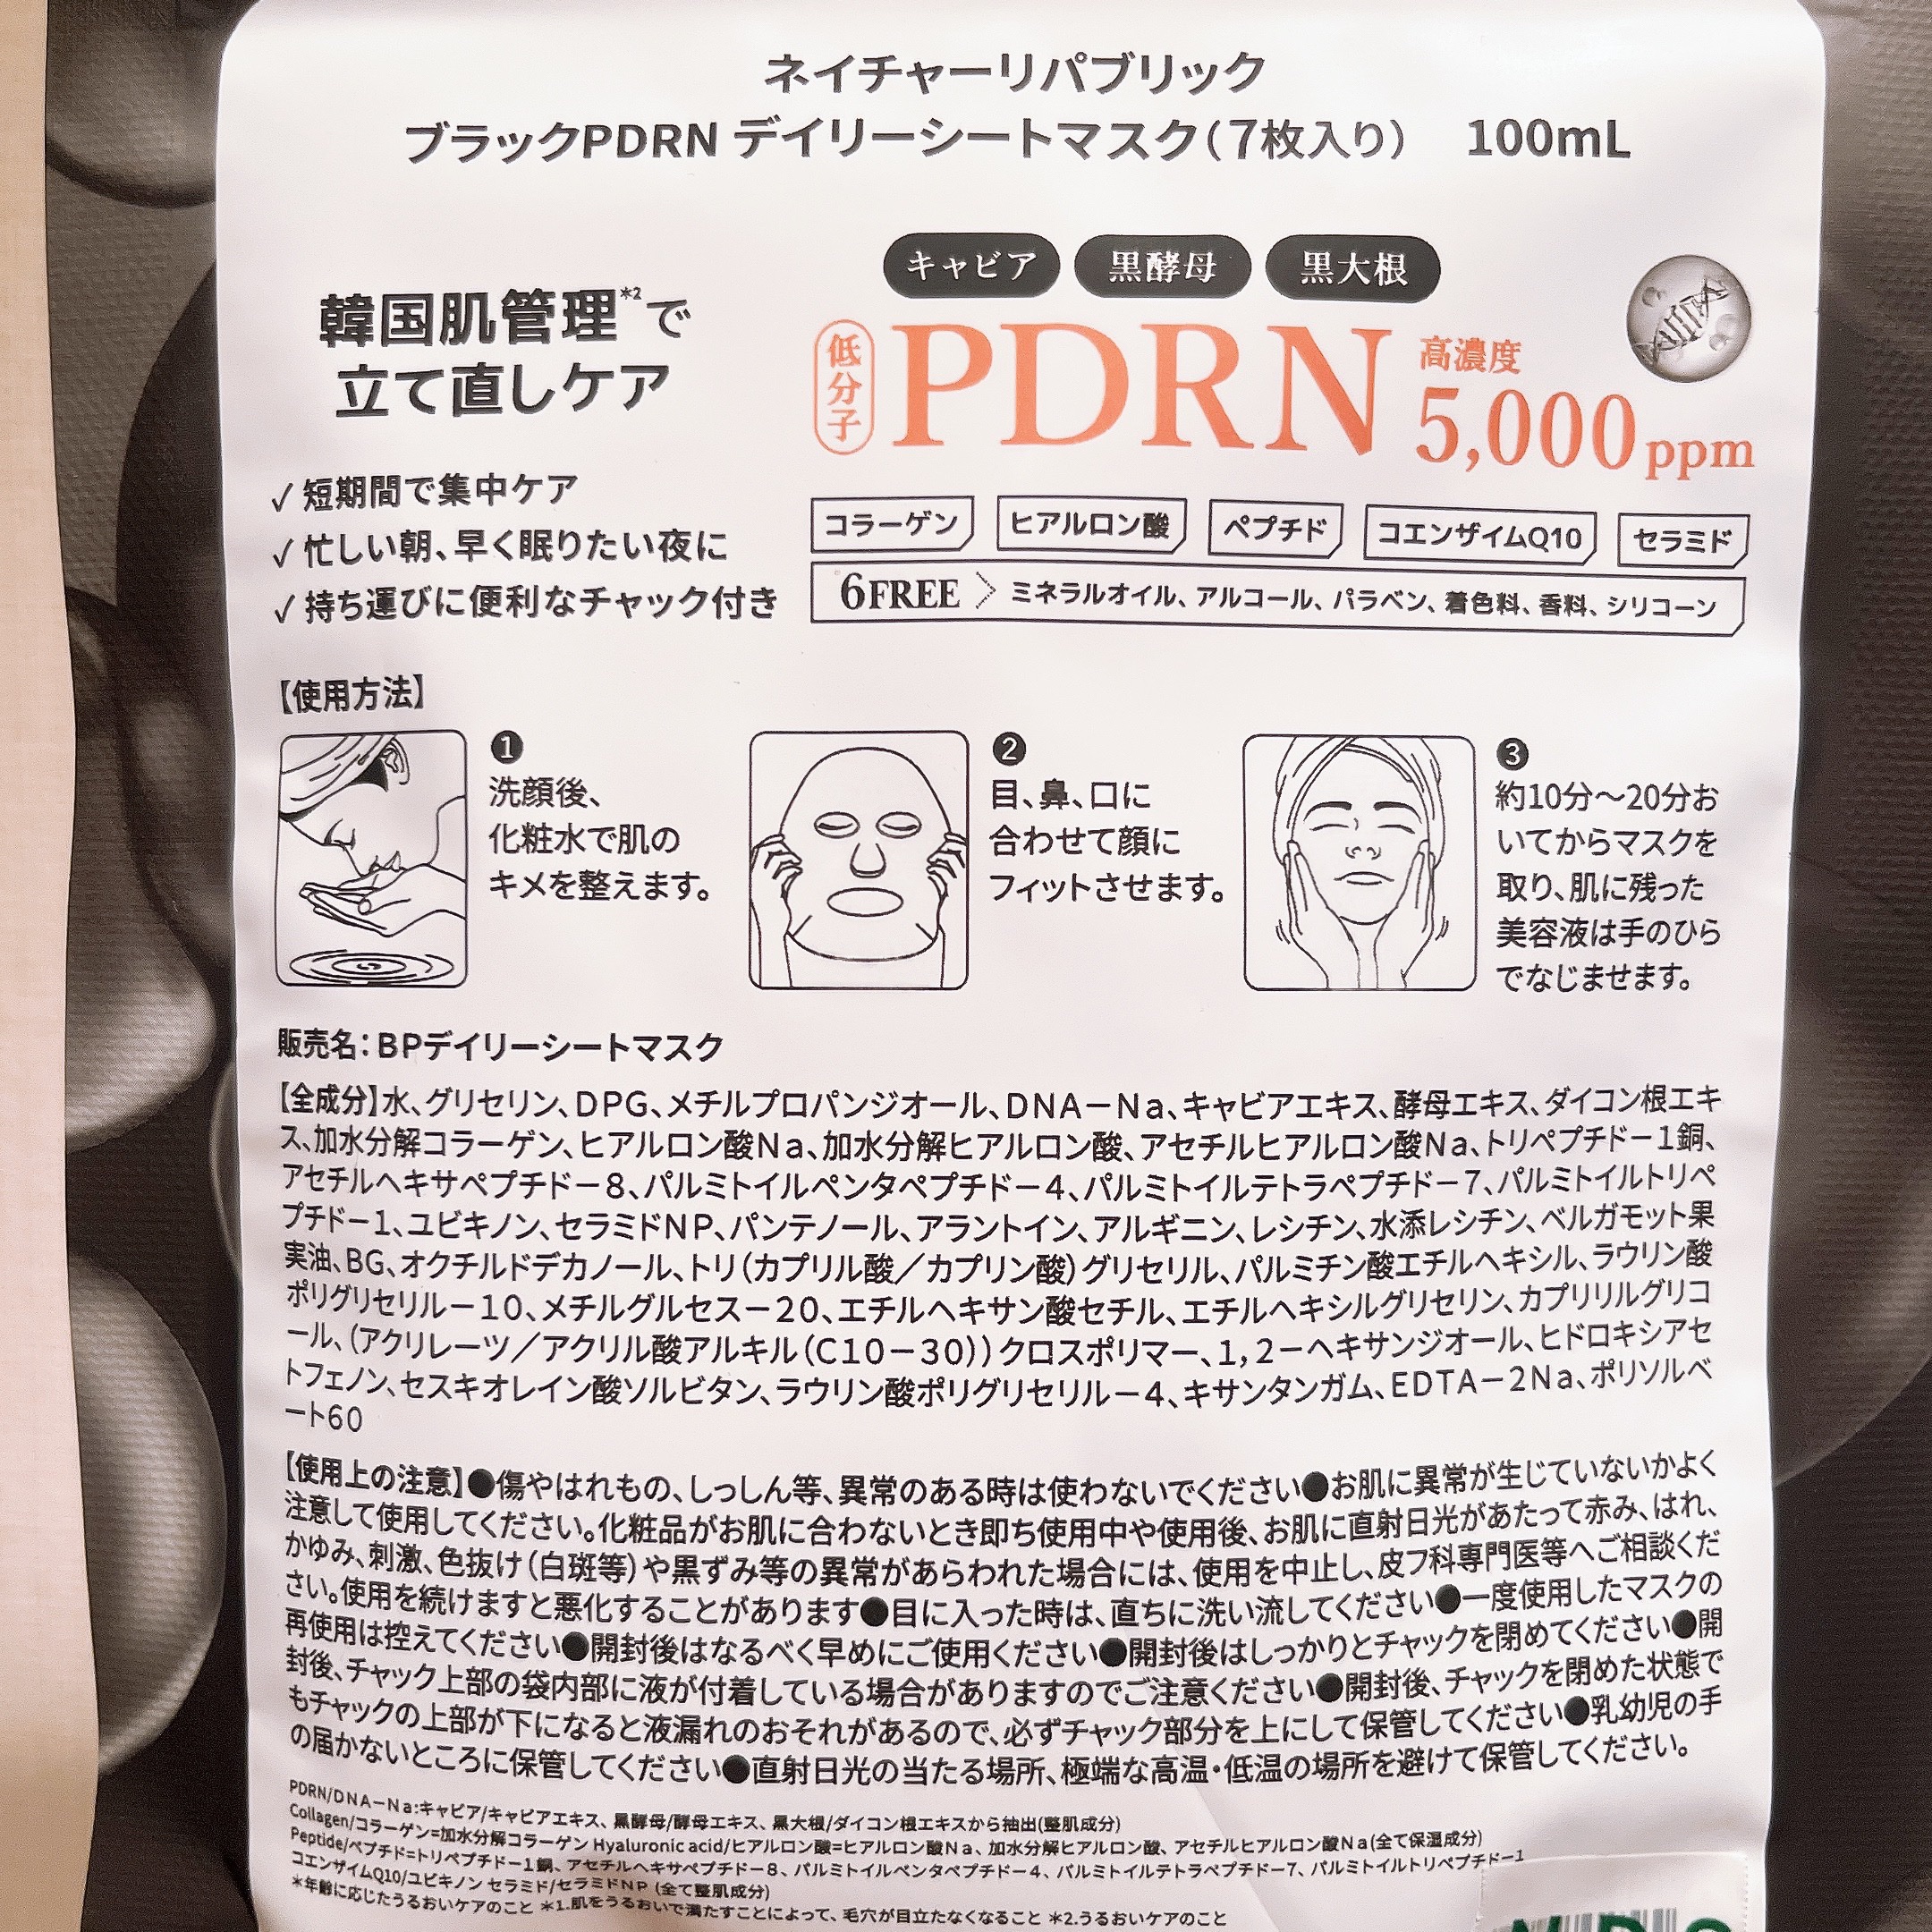 ネイチャーリパブリック
ブラックPDRN デイリーシートマスク（7枚入り） 100mL
韓国肌管理*2で
立て直しケア
✓ 短期間で集中ケア
✓ 忙しい朝、早く眠りたい夜に
✓ 持ち運びに便利なチャック付き
キャビア 黒酵母 黒大根
低分子 PDRN 高濃度 5,000ppm
コラーゲン ヒアルロン酸 ペプチド コエンザイムQ10 セラミド
6FREE ミネラルオイル、アルコール、パラベン、着色料、香料、シリコーン
【使用方法】
❶
洗顔後、
化粧水で肌の
キメを整えます。
❷
目、鼻、口に
合わせて顔に
フィットさせます。
❸
約10分〜20分お
いてからマスクを
取り、肌に残った
美容液は手のひら
でなじませます。
販売名：BPデイリーシートマスク
【全成分】水、グリセリン、DPG、メチルプロパンジオール、DNA－Na、キャビアエキス、酵母エキス、ダイコン根エキ
ス、加水分解コラーゲン、ヒアルロン酸Na、加水分解ヒアルロン酸、アセチルヒアルロン酸Na、トリペプチド－1銅、
アセチルヘキサペプチド－8、パルミトイルペンタペプチド－4、パルミトイルテトラペプチド－7、パルミトイルトリペ
プチド－1、ユビキノン、セラミドNP、パンテノール、アラントイン、アルギニン、レシチン、水添レシチン、ベルガモット果
実油、BG、オクチルドデカノール、トリ（カプリル酸／カプリン酸）グリセリル、パルミチン酸エチルヘキシル、ラウリン酸
ポリグリセリル－10、メチルグルセス－20、エチルヘキサン酸セチル、エチルヘキシルグリセリン、カプリリルグリコ
ール、（アクリレーツ／アクリル酸アルキル（C10－30））クロスポリマー、1，2－ヘキサンジオール、ヒドロキシアセ
トフェノン、セスキオレイン酸ソルビタン、ラウリン酸ポリグリセリル－4、キサンタンガム、EDTA－2Na、ポリソルベ
ート60
【使用上の注意】●傷やはれもの、しっしん等、異常のある時は使わないでください●お肌に異常が生じていないかよく
注意して使用してください。化粧品がお肌に合わないとき即ち使用中や使用後、お肌に直射日光があたって赤み、はれ、
かゆみ、刺激、色抜け（白斑等）や黒ずみ等の異常があらわれた場合には、使用を中止し、皮フ科専門医等へご相談くだ
さい。使用を続けますと悪化することがあります●目に入った時は、直ちに洗い流してください●一度使用したマスクの
再使用は控えてください●開封後はなるべく早めにご使用ください●開封後はしっかりとチャックを閉めてください●開
封後、チャック上部の袋内部に液が付着している場合がありますのでご注意ください●開封後、チャックを閉めた状態で
もチャックの上部が下になると液漏れのおそれがあるので、必ずチャック部分を上にして保管してください●乳幼児の手
の届かないところに保管してください●直射日光の当たる場所、極端な高温・低温の場所を避けて保管してください。
PDRN/DNA－Na:キャビア/キャビアエキス、黒酵母/酵母エキス、黒大根/ダイコン根エキスから抽出(整肌成分)
Collagen/コラーゲン=加水分解コラーゲン Hyaluronic acid/ヒアルロン酸=ヒアルロン酸Na、加水分解ヒアルロン酸、アセチルヒアルロン酸Na(全て保湿成分)
Peptide/ペプチド=トリペプチド－1銅、アセチルヘキサペプチド－8、パルミトイルペンタペプチド－4、パルミトイルテトラペプチド－7、パルミトイルトリペプチド－1
コエンザイムQ10/ユビキノン セラミド/セラミドNP (全て整肌成分)
＊年齢に応じたうるおいケアのこと ＊1.肌をうるおいで満たすことによって、毛穴が目立たなくなること ＊2.うるおいケアのこと